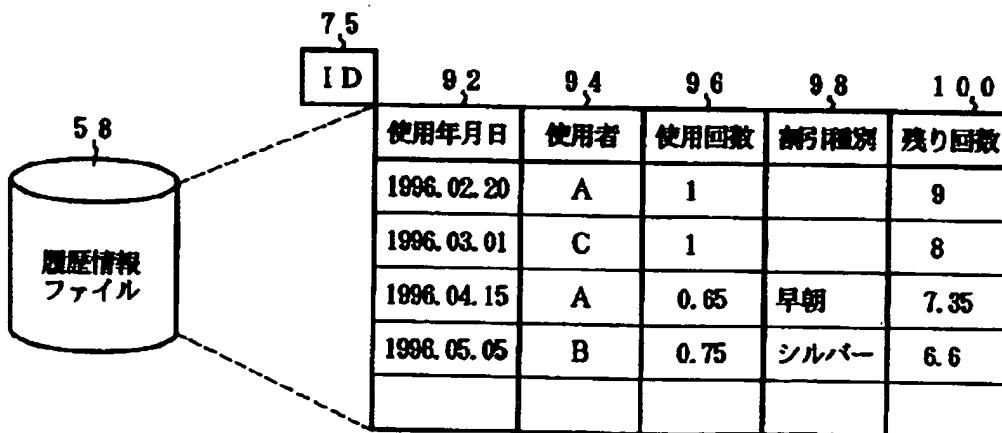 75
ID
92 94 96 98 100
58
使用年月日 使用者 使用回数 割引種別 残り回数
1996.02.20 A 1 9
1996.03.01 C 1 8
1996.04.15 A 0.65 早朝 7.35
1996.05.05 B 0.75 シルバー 6.6
履歴情報
ファイル